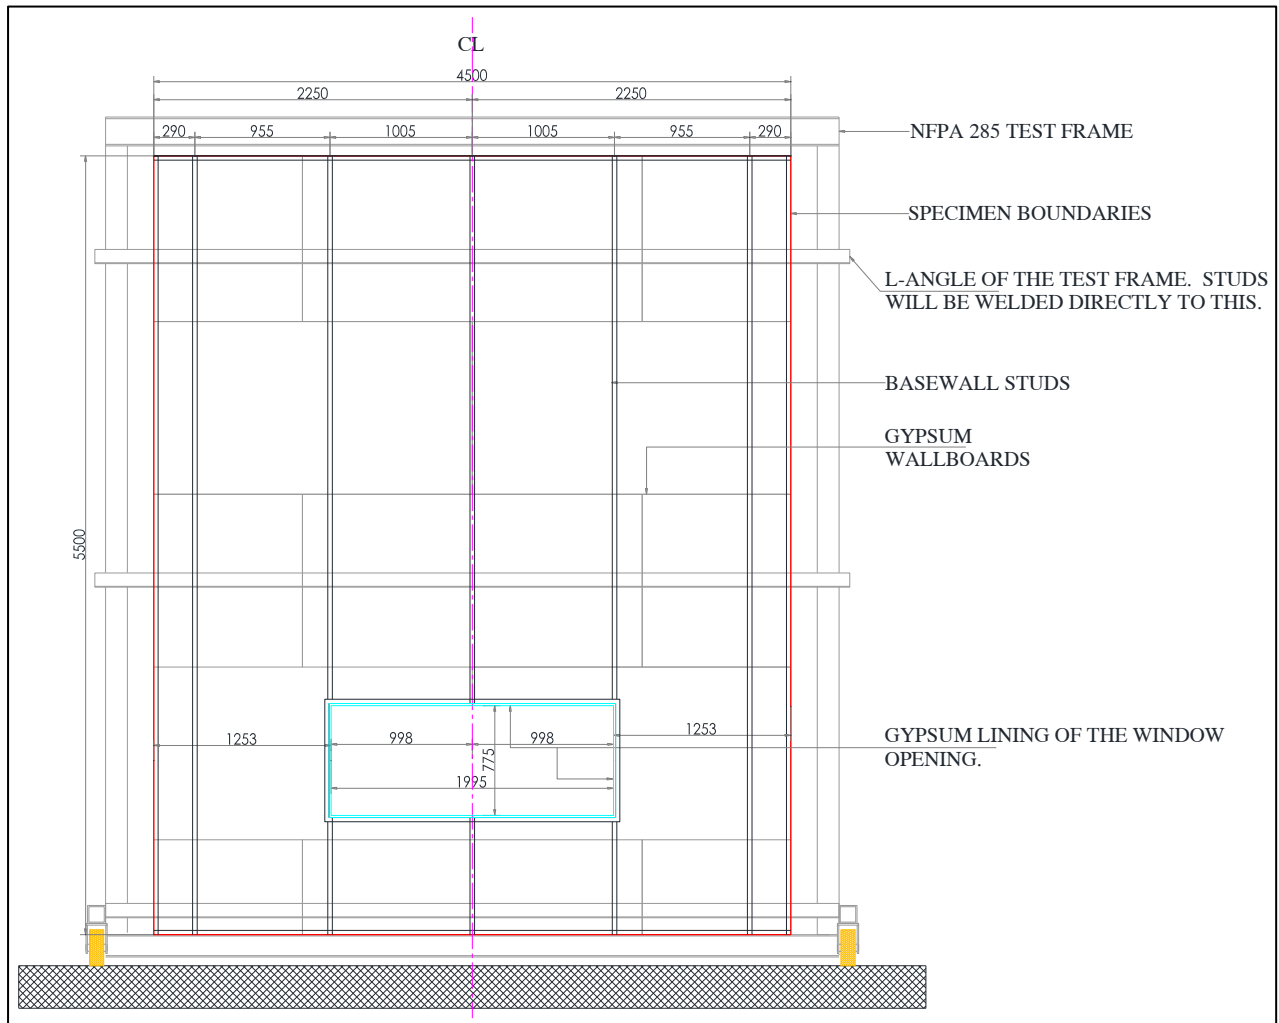 CL
4500
2250 2250
290 955 1005 1005 955 290
NFPA 285 TEST FRAME
SPECIMEN BOUNDARIES
L-ANGLE OF THE TEST FRAME. STUDS
WILL BE WELDED DIRECTLY TO THIS.
BASEWALL STUDS
GYPSUM
WALLBOARDS
5500
1253 998 998 1253
775
1995
GYPSUM LINING OF THE WINDOW
OPENING.